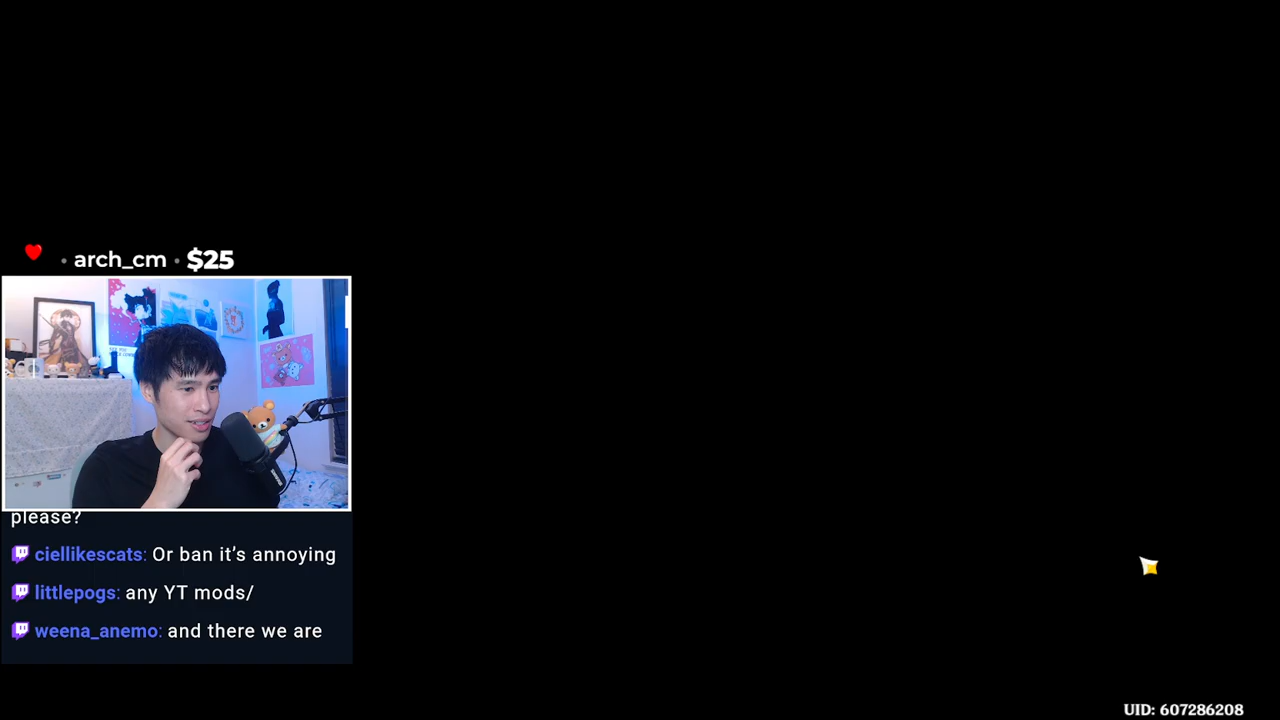 · arch_cm · $25
please?
ciellikescats: Or ban it’s annoying
littlepogs: any YT mods/
weena_anemo: and there we are
UID: 607286208